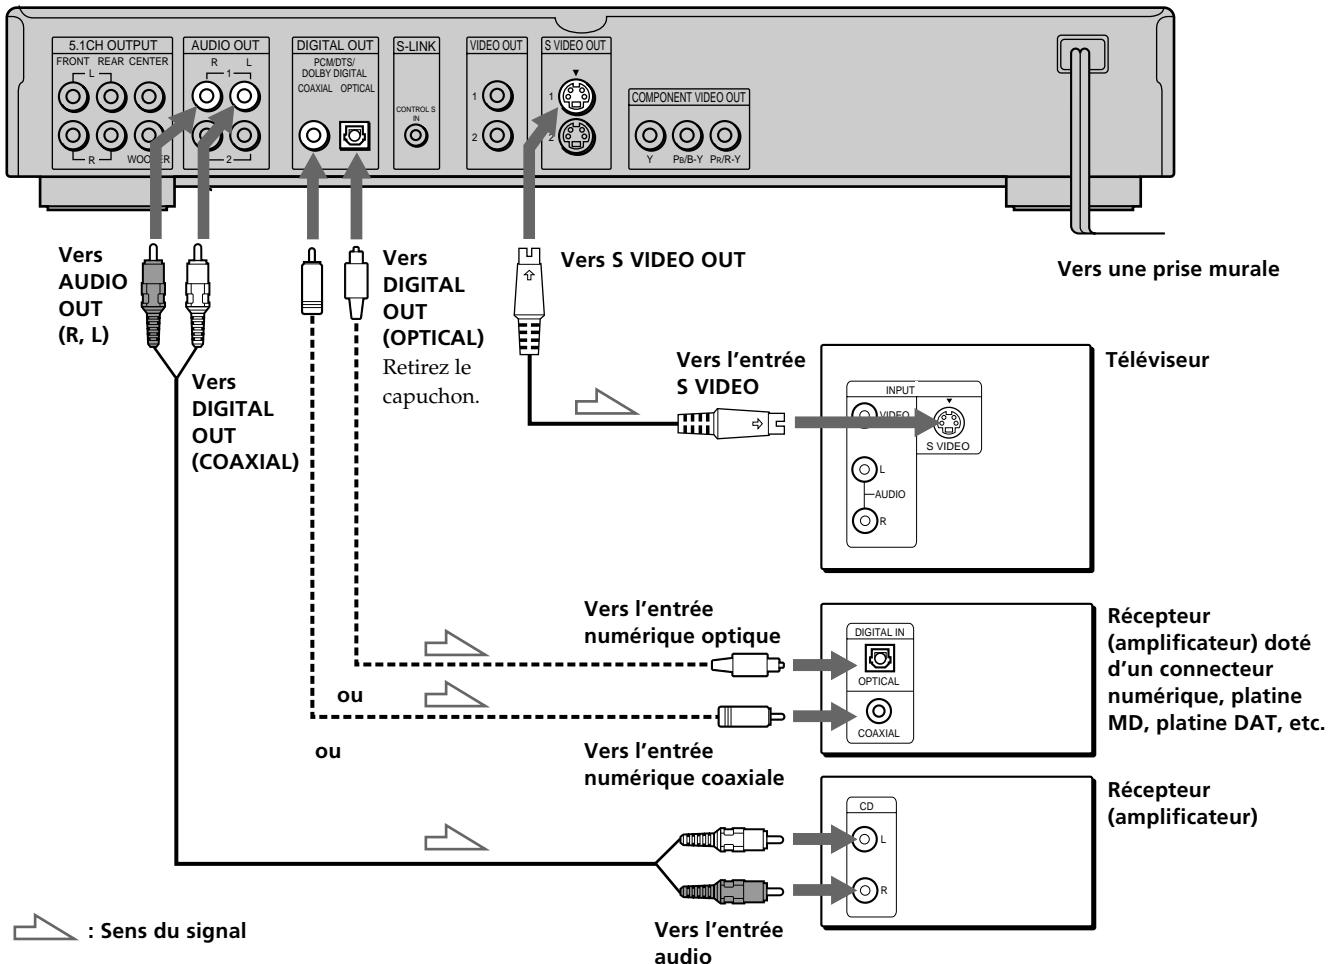 5.1CH OUTPUT
FRONT REAR CENTER
L
R
WOOFER
AUDIO OUT
R L
1
2
DIGITAL OUT
PCM/DTS/
DOLBY DIGITAL
COAXIAL OPTICAL
S-LINK
CONTROL S
IN
VIDEO OUT
1
2
S VIDEO OUT
1
2
COMPONENT VIDEO OUT
Y PB/B-Y PR/R-Y
Vers
AUDIO
OUT
(R, L)
Vers
DIGITAL
OUT
(COAXIAL)
Vers
DIGITAL
OUT
(OPTICAL)
Retirez le
capuchon.
Vers S VIDEO OUT
Vers une prise murale
Vers l'entrée
S VIDEO
Téléviseur
INPUT
VIDEO
S VIDEO
L
AUDIO
R
Vers l'entrée
numérique optique
ou
DIGITAL IN
OPTICAL
COAXIAL
Récepteur
(amplificateur) doté
d'un connecteur
numérique, platine
MD, platine DAT, etc.
ou
Vers l'entrée
numérique coaxiale
CD
L
R
Récepteur
(amplificateur)
Vers l'entrée
audio
: Sens du signal